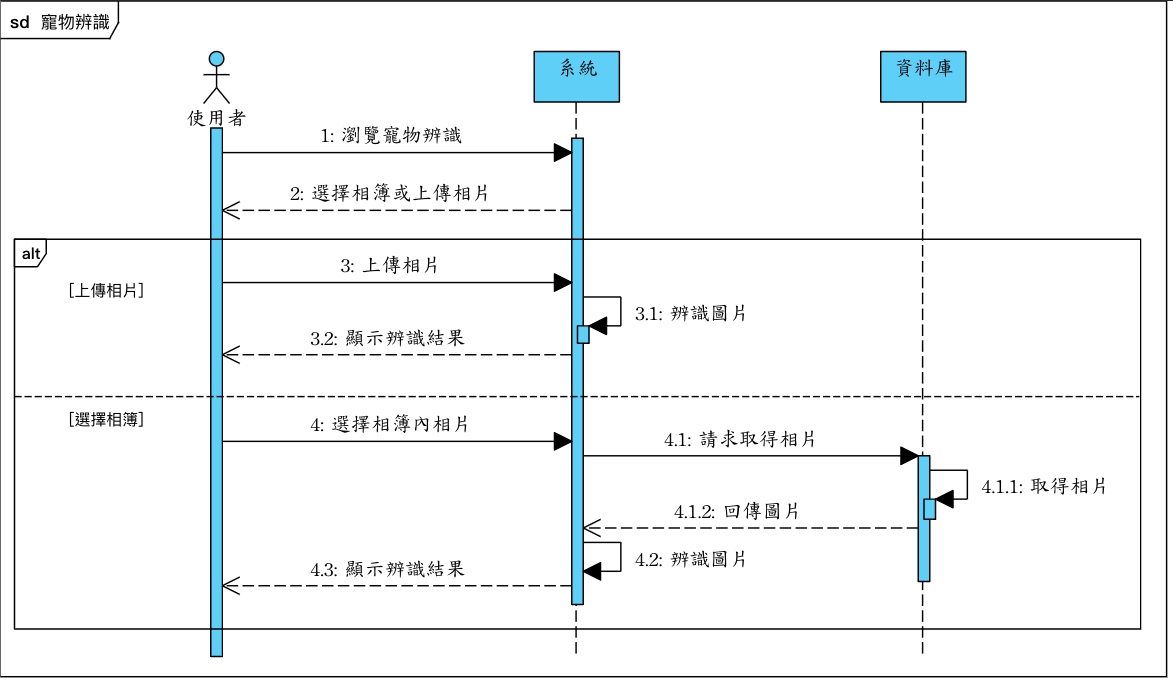 sd 寵物辨識
系統
資料庫
使用者
1: 瀏覽寵物辨識
2: 選擇相簿或上傳相片
alt
3: 上傳相片
[上傳相片]
3.1: 辨識圖片
3.2: 顯示辨識結果
[選擇相簿]
4: 選擇相簿內相片
4.1: 請求取得相片
4.1.1: 取得相片
4.1.2: 回傳圖片
4.2: 辨識圖片
4.3: 顯示辨識結果